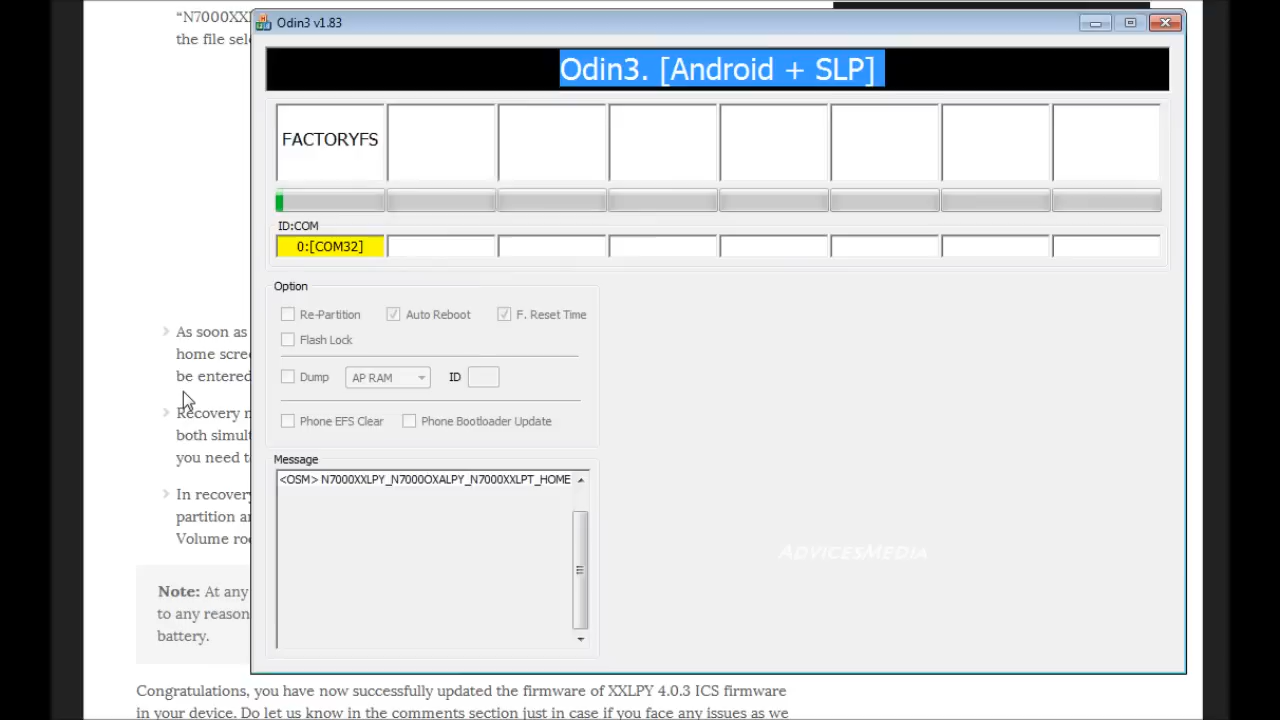 "N7000XXL
the file sel
Odin3 v1.83
Odin3. [Android + SLP]
FACTORYFS
ID:COM
0:[COM32]
Option
Re-Partition
Auto Reboot
F. Reset Time
Flash Lock
Dump
AP RAM
ID
Phone EFS Clear
Phone Bootloader Update
Message
<OSM> N7000XXLPY_N7000OXALPY_N7000XXLPT_HOME
AdvicesMedia
As soon as
home scree
be entered
Recovery m
both simult
you need t
In recovery
partition a
Volume ro
Note: At any
to any reason
battery.
Congratulations, you have now successfully updated the firmware of XXLPY 4.0.3 ICS firmware
in your device. Do let us know in the comments section just in case if you face any issues as we